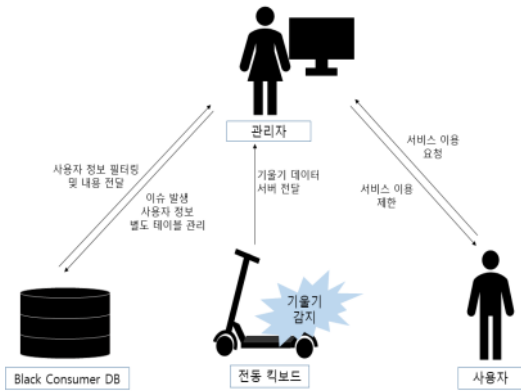 관리자
사용자 정보 필터링
및 내용 전달
이슈 발생
사용자 정보
별도 테이블 관리
기울기 데이터
서버 전달
서비스 이용
요청
서비스 이용
제한
기울기
감지
Black Consumer DB
전동 킥보드
사용자